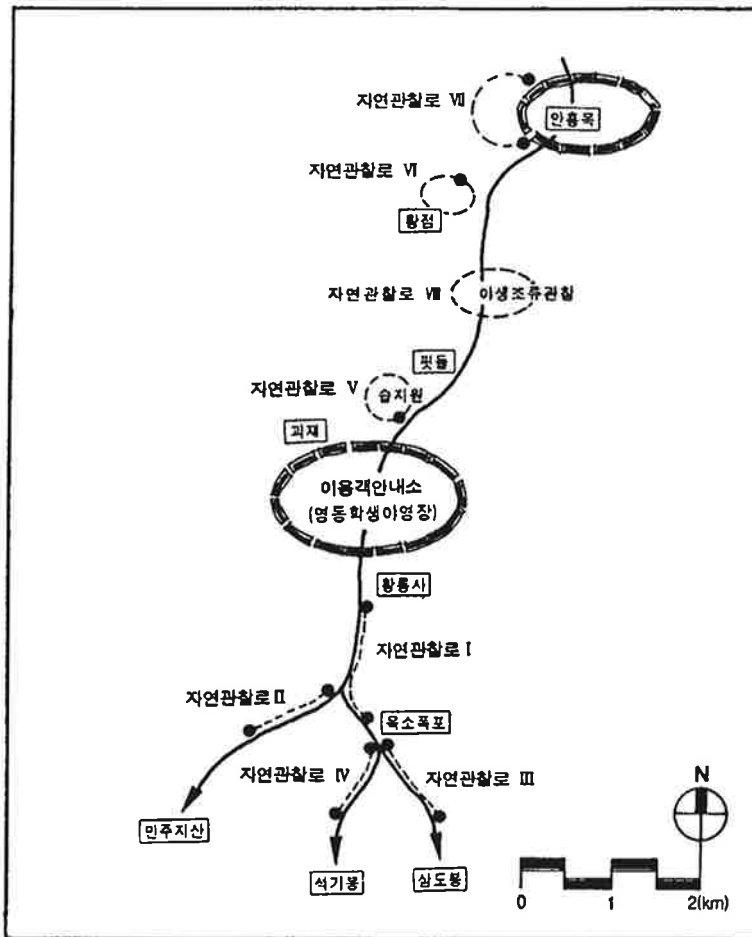 자연관찰로 Ⅶ
안흥목
자연관찰로 Ⅵ
황점
자연관찰로 Ⅷ
야생조류관찰
핏들
자연관찰로 Ⅴ
습지원
괴재
이용객안내소
(영동학생야영장)
황룡사
자연관찰로 Ⅰ
자연관찰로 Ⅱ
옥소폭포
자연관찰로 Ⅳ
자연관찰로 Ⅲ
민주지산
석기봉
삼도봉
N
0 1 2(km)